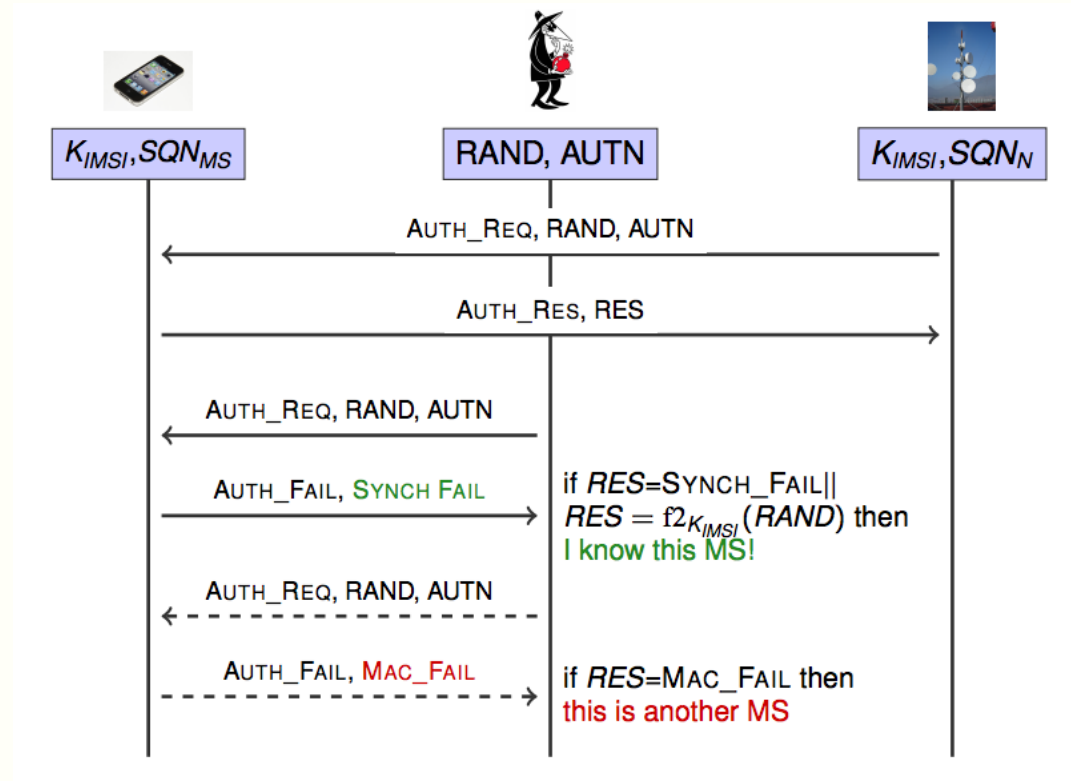 K_IMSI,SQN_MS
RAND, AUTN
K_IMSI,SQN_N
AUTH_REQ, RAND, AUTN
AUTH_RES, RES
AUTH_REQ, RAND, AUTN
AUTH_FAIL, SYNCH FAIL
if RES=SYNCH_FAIL||
RES = f2_K_IMSI(RAND) then
I know this MS!
AUTH_REQ, RAND, AUTN
AUTH_FAIL, MAC_FAIL
if RES=MAC_FAIL then
this is another MS